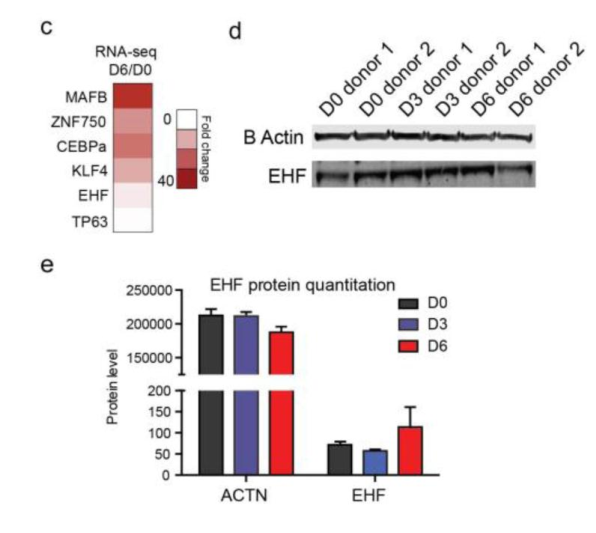 c
RNA-seq
D6/D0
MAFB
ZNF750
CEBPa
KLF4
EHF
TP63
0
40
Fold change
d
D0 donor 1
D0 donor 2
D3 donor 1
D3 donor 2
D6 donor 1
D6 donor 2
B Actin
EHF
e
EHF protein quantitation
Protein level
250000
200000
150000
200
150
100
50
0
ACTN
EHF
D0
D3
D6